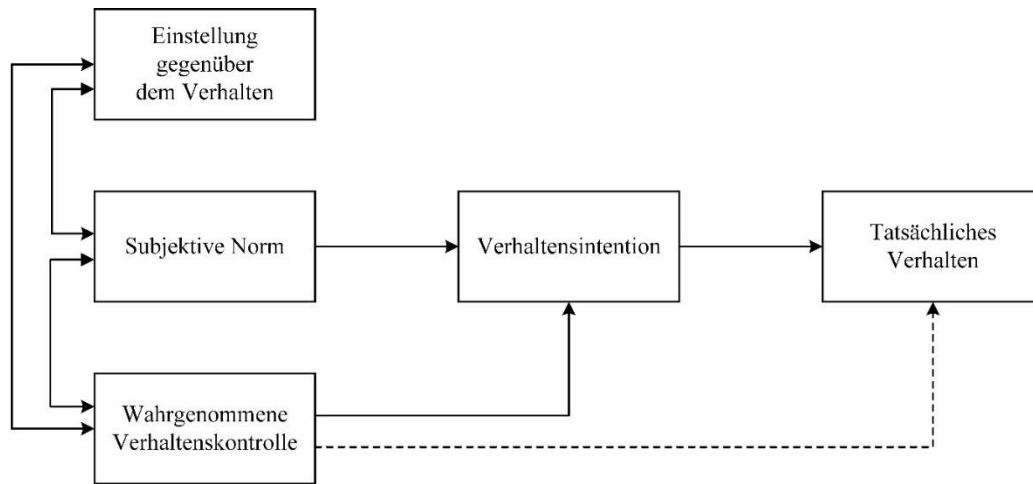 Einstellung
gegenüber
dem Verhalten
Subjektive Norm
Verhaltensintention
Tatsächliches
Verhalten
Wahrgenommene
Verhaltenskontrolle